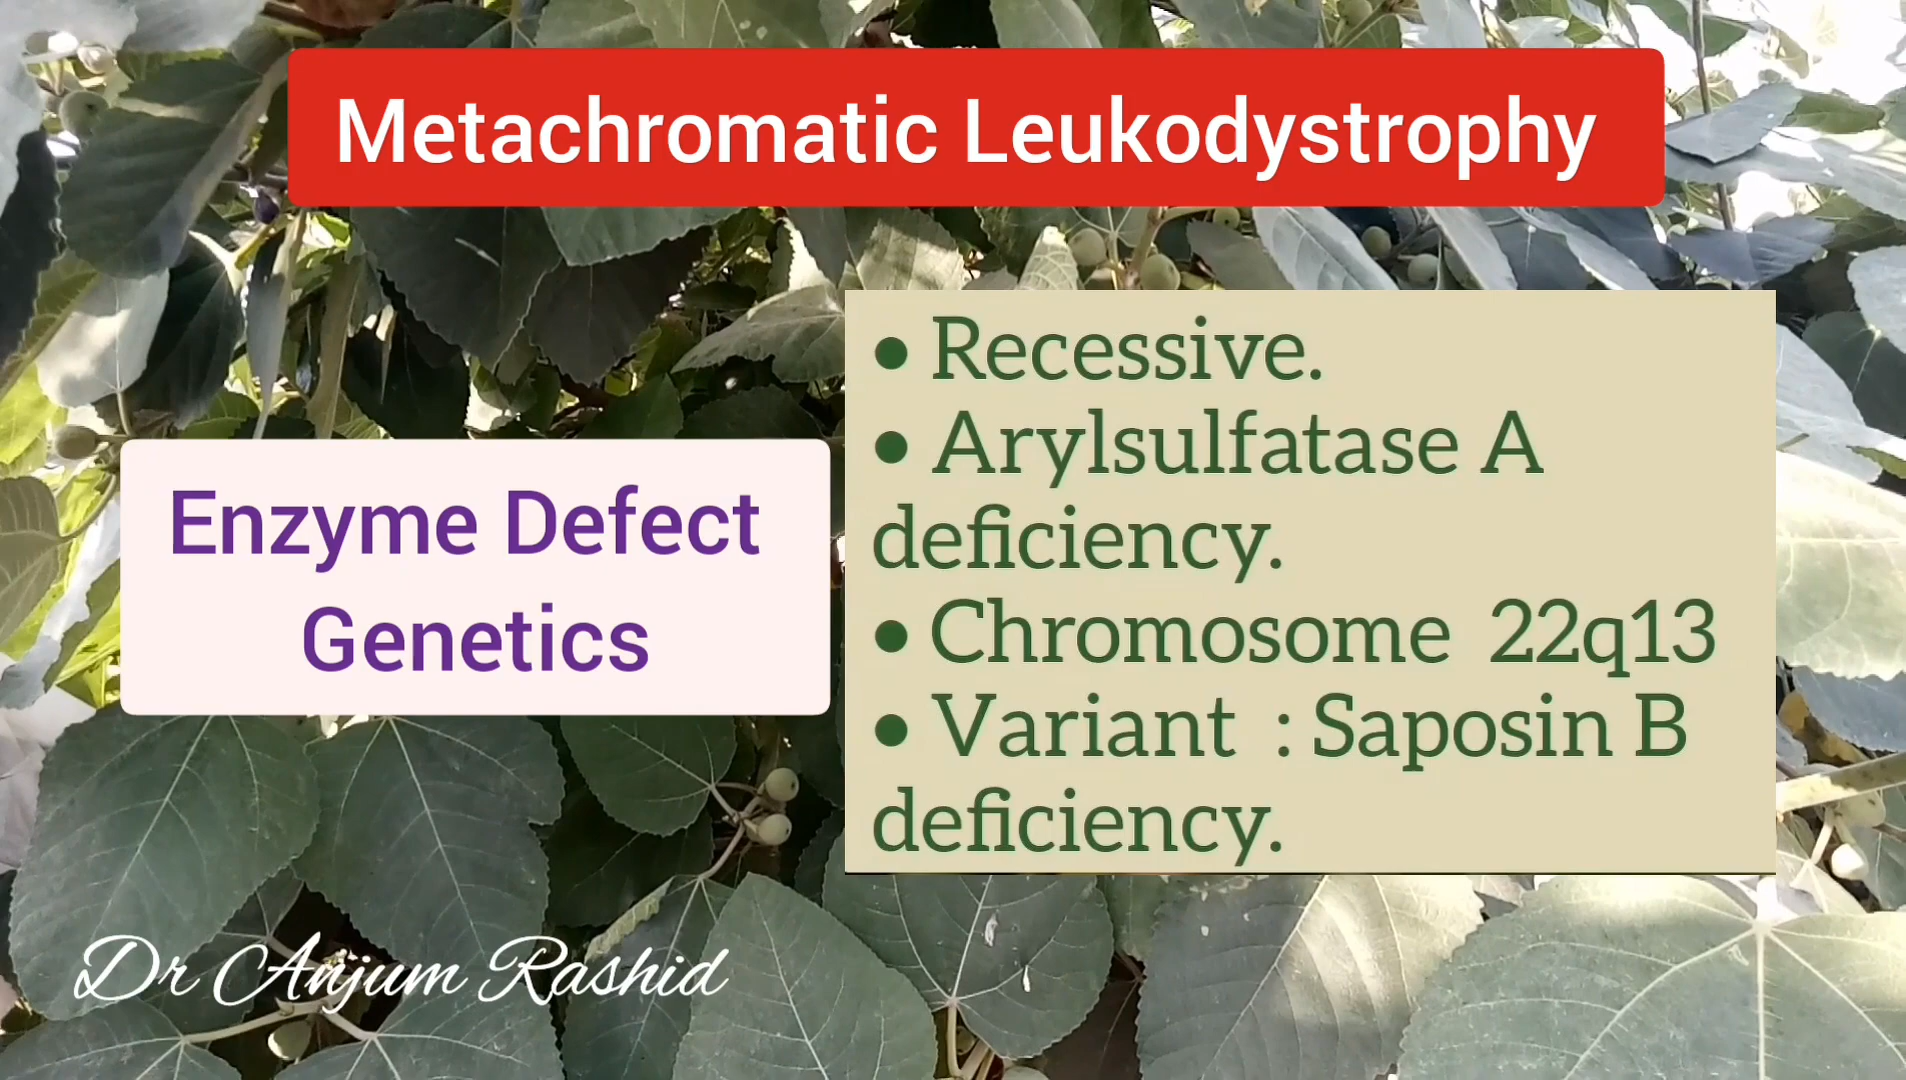 Metachromatic Leukodystrophy
Enzyme Defect
Genetics
• Recessive.
• Arylsulfatase A
deficiency.
• Chromosome 22q13
• Variant : Saposin B
deficiency.
Dr Anjum Rashid